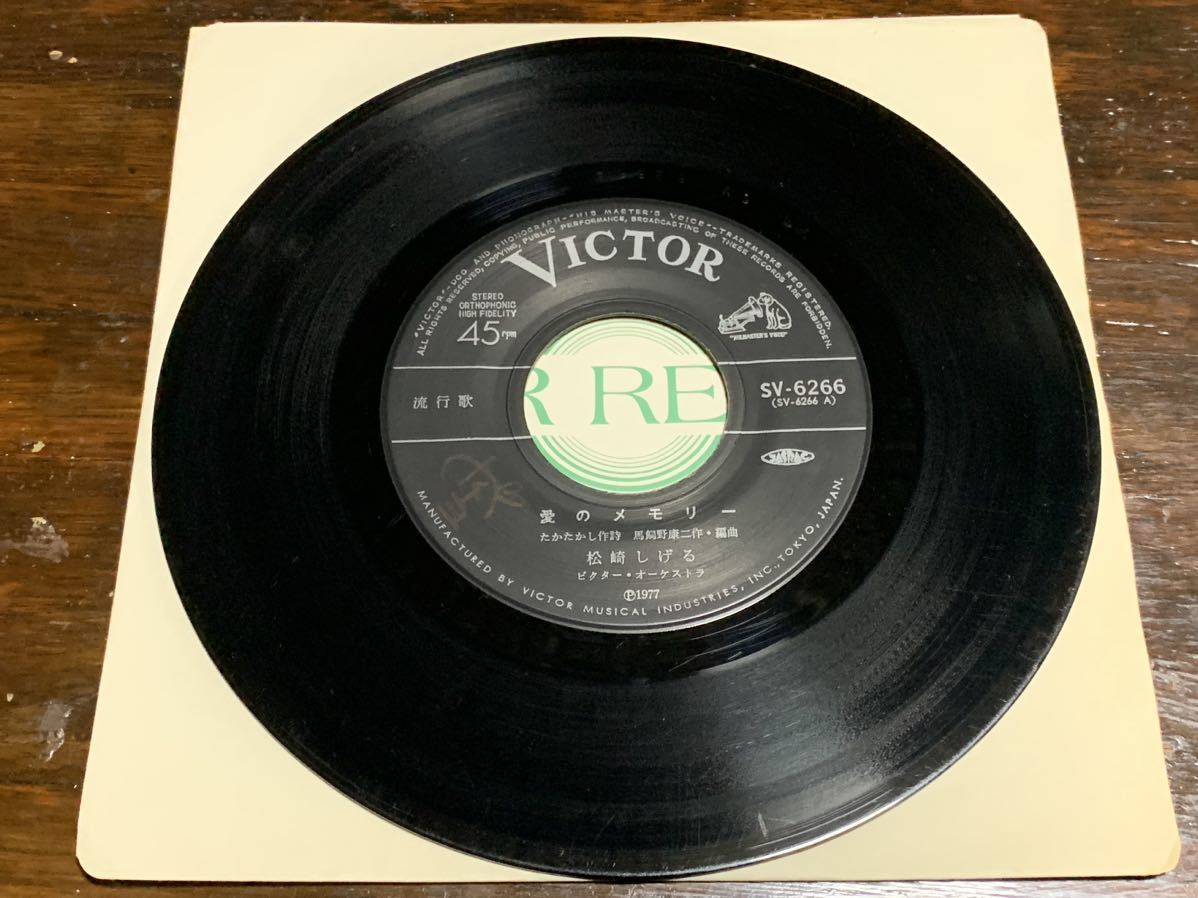 "VICTOR"-DOG AND PHONOGRAPH-"HIS MASTER'S VOICE"-TRADEMARKS REGISTERED.
ALL RIGHTS RESERVED, COPYING, PUBLIC PERFORMANCE, BROADCASTING OF THESE RECORDS ARE FORBIDDEN.
VICTOR
STEREO
ORTHOPHONIC
HIGH FIDELITY
45 rpm
"HIS MASTER'S VOICE"
R RE
流行歌
SV-6266
(SV-6266 A)
JASRAC
愛のメモリー
たかたかし作詩 馬飼野康二作・編曲
松崎しげる
ビクター・オーケストラ
Ⓟ1977
MANUFACTURED BY VICTOR MUSICAL INDUSTRIES, INC., TOKYO, JAPAN.